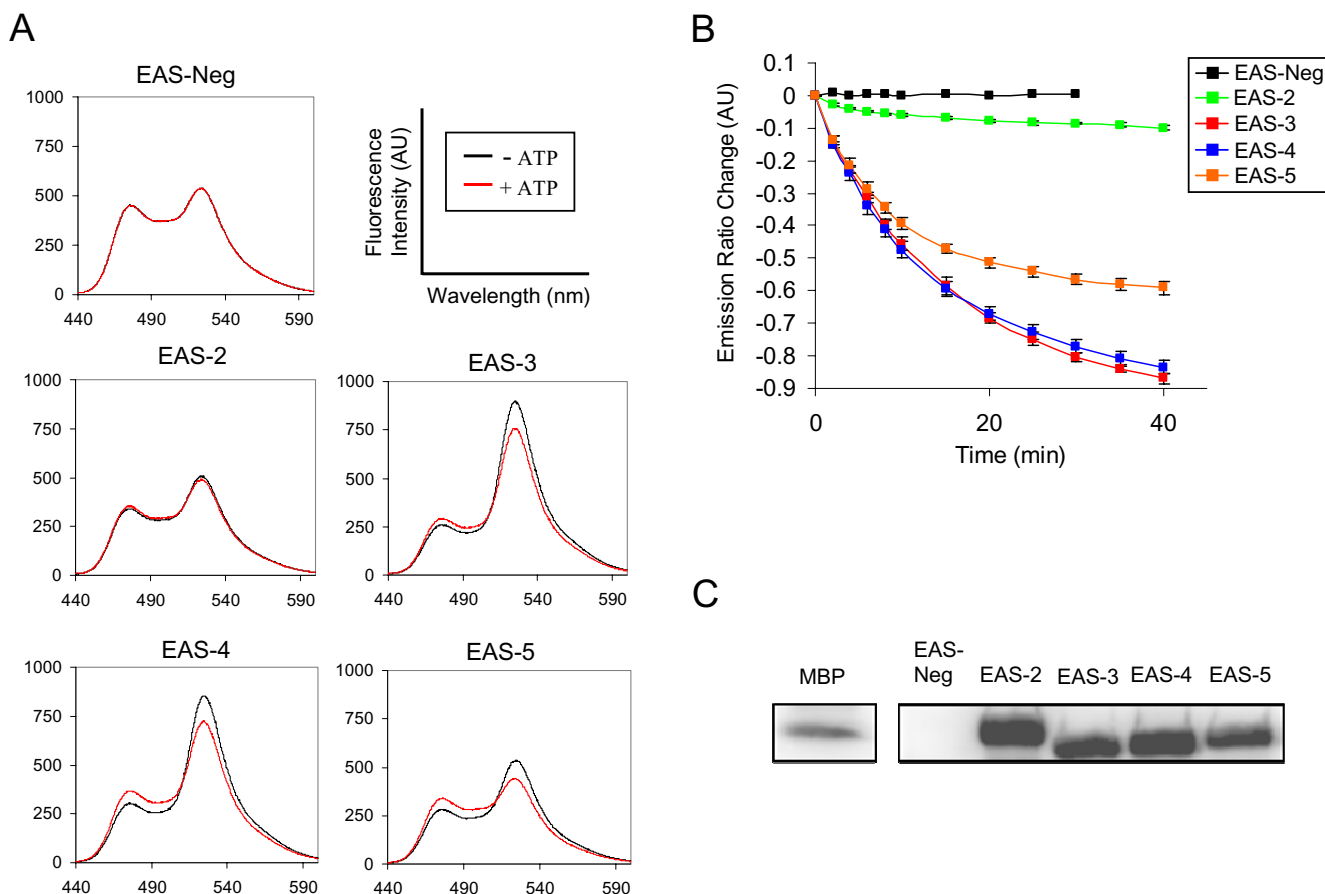 A
EAS-Neg
1000
750
500
250
0
440 490 540 590
Fluorescence
Intensity (AU)
- ATP
+ ATP
Wavelength (nm)
EAS-2
1000
750
500
250
0
440 490 540 590
EAS-3
1000
750
500
250
0
440 490 540 590
EAS-4
1000
750
500
250
0
440 490 540 590
EAS-5
1000
750
500
250
0
440 490 540 590
B
Emission Ratio Change (AU)
0.1
0
-0.1
-0.2
-0.3
-0.4
-0.5
-0.6
-0.7
-0.8
-0.9
0 20 40
Time (min)
EAS-Neg
EAS-2
EAS-3
EAS-4
EAS-5
C
MBP
EAS-
Neg
EAS-2
EAS-3
EAS-4
EAS-5